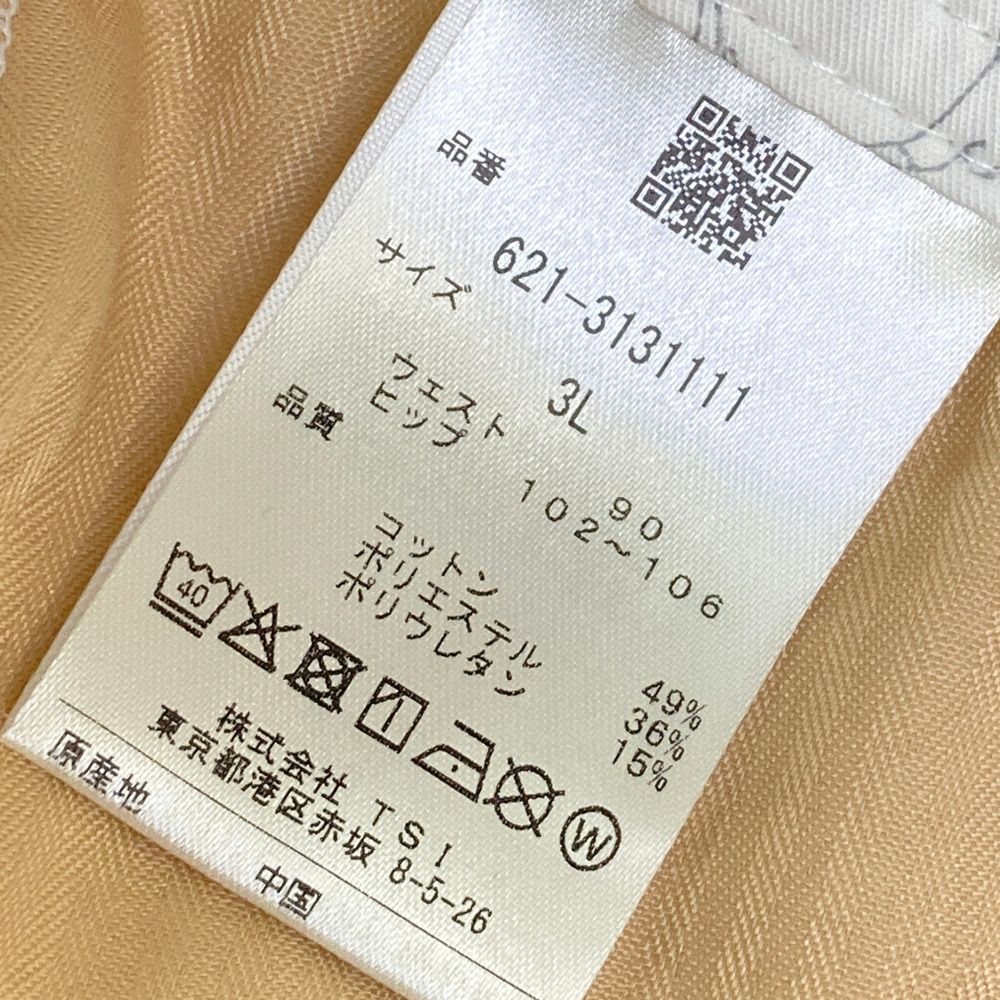 品番
621-3131111
サイズ
3L
ウェスト 90
ヒップ 102～106
品質
コットン 49%
ポリエステル 36%
ポリウレタン 15%
40
W
株式会社 TSI
東京都港区赤坂 8-5-26
原産地
中国